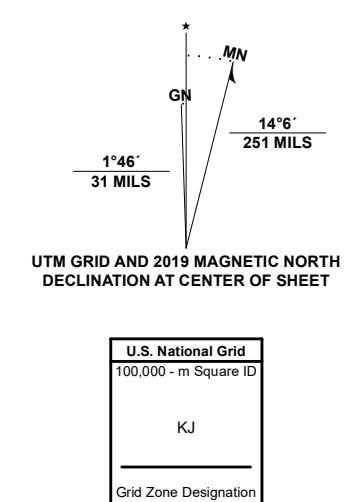 MN
GN
14°6´
251 MILS
1°46´
31 MILS
UTM GRID AND 2019 MAGNETIC NORTH
DECLINATION AT CENTER OF SHEET
U.S. National Grid
100,000 - m Square ID
KJ
Grid Zone Designation